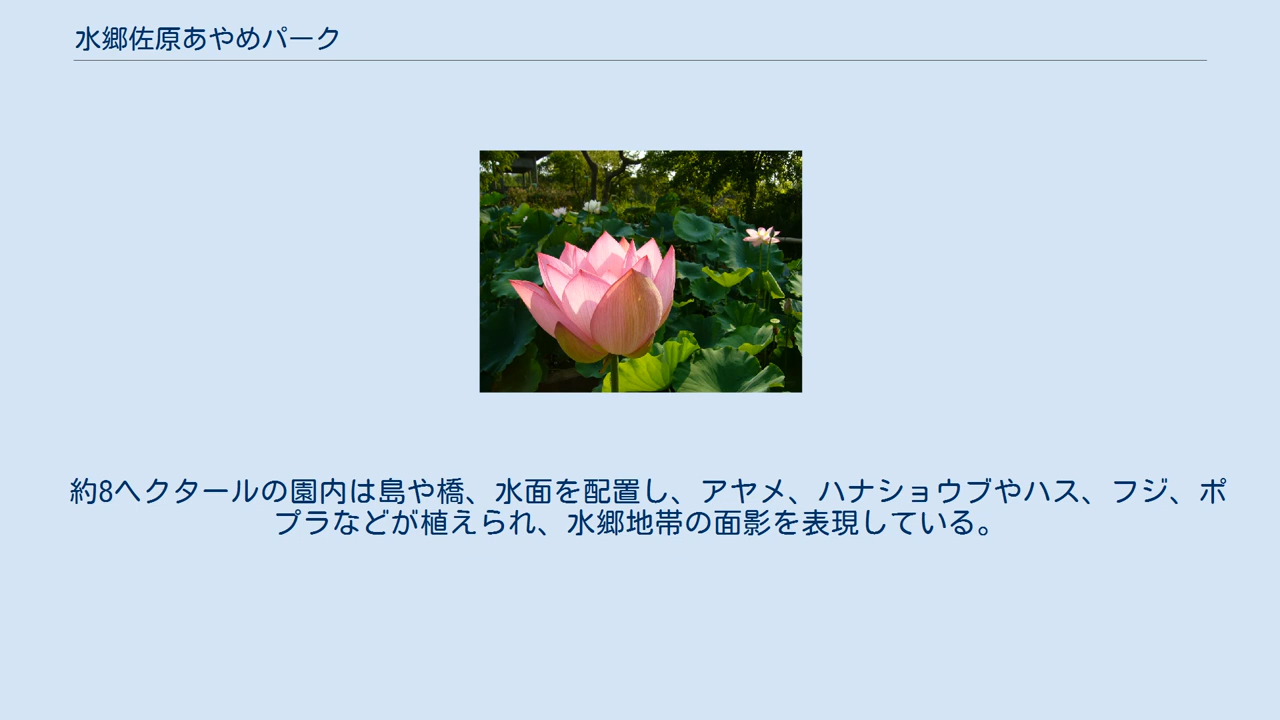 水郷佐原あやめパーク
約8ヘクタールの園内は島や橋、水面を配置し、アヤメ、ハナショウブやハス、フジ、ポ
プラなどが植えられ、水郷地帯の面影を表現している。